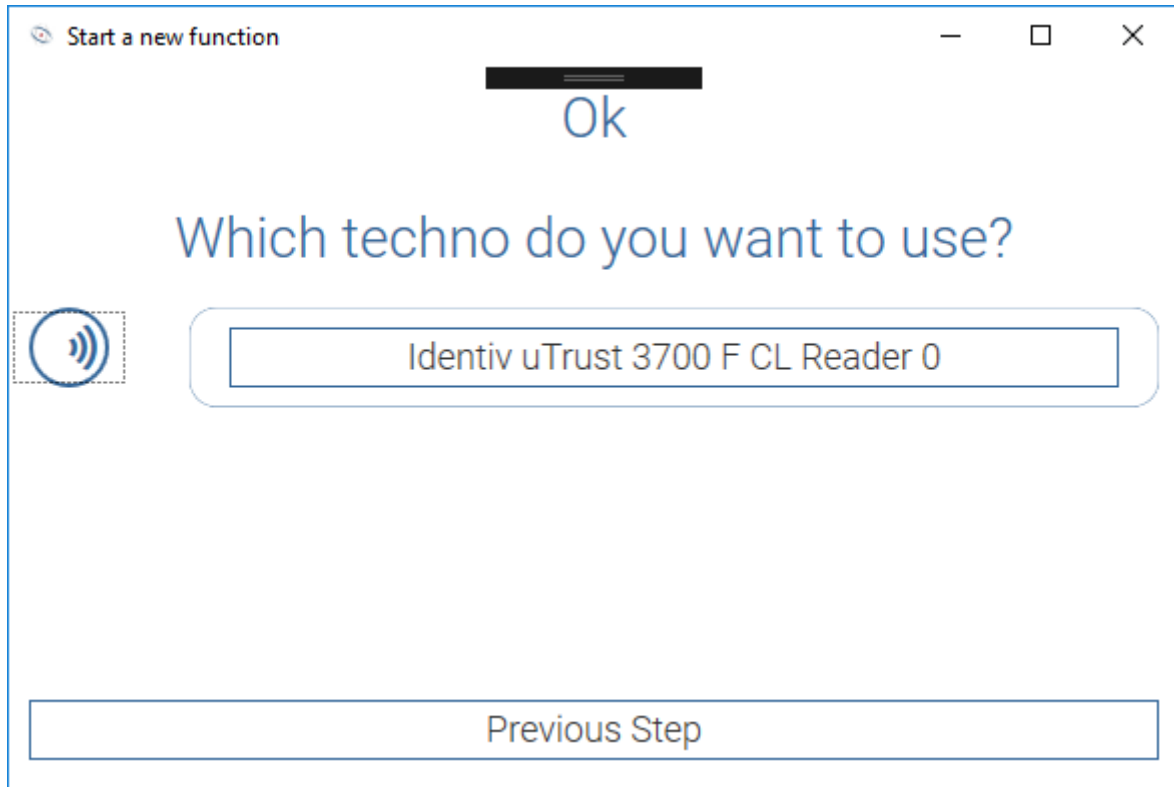 Start a new function
Ok
Which techno do you want to use?
Identiv uTrust 3700 F CL Reader 0
Previous Step